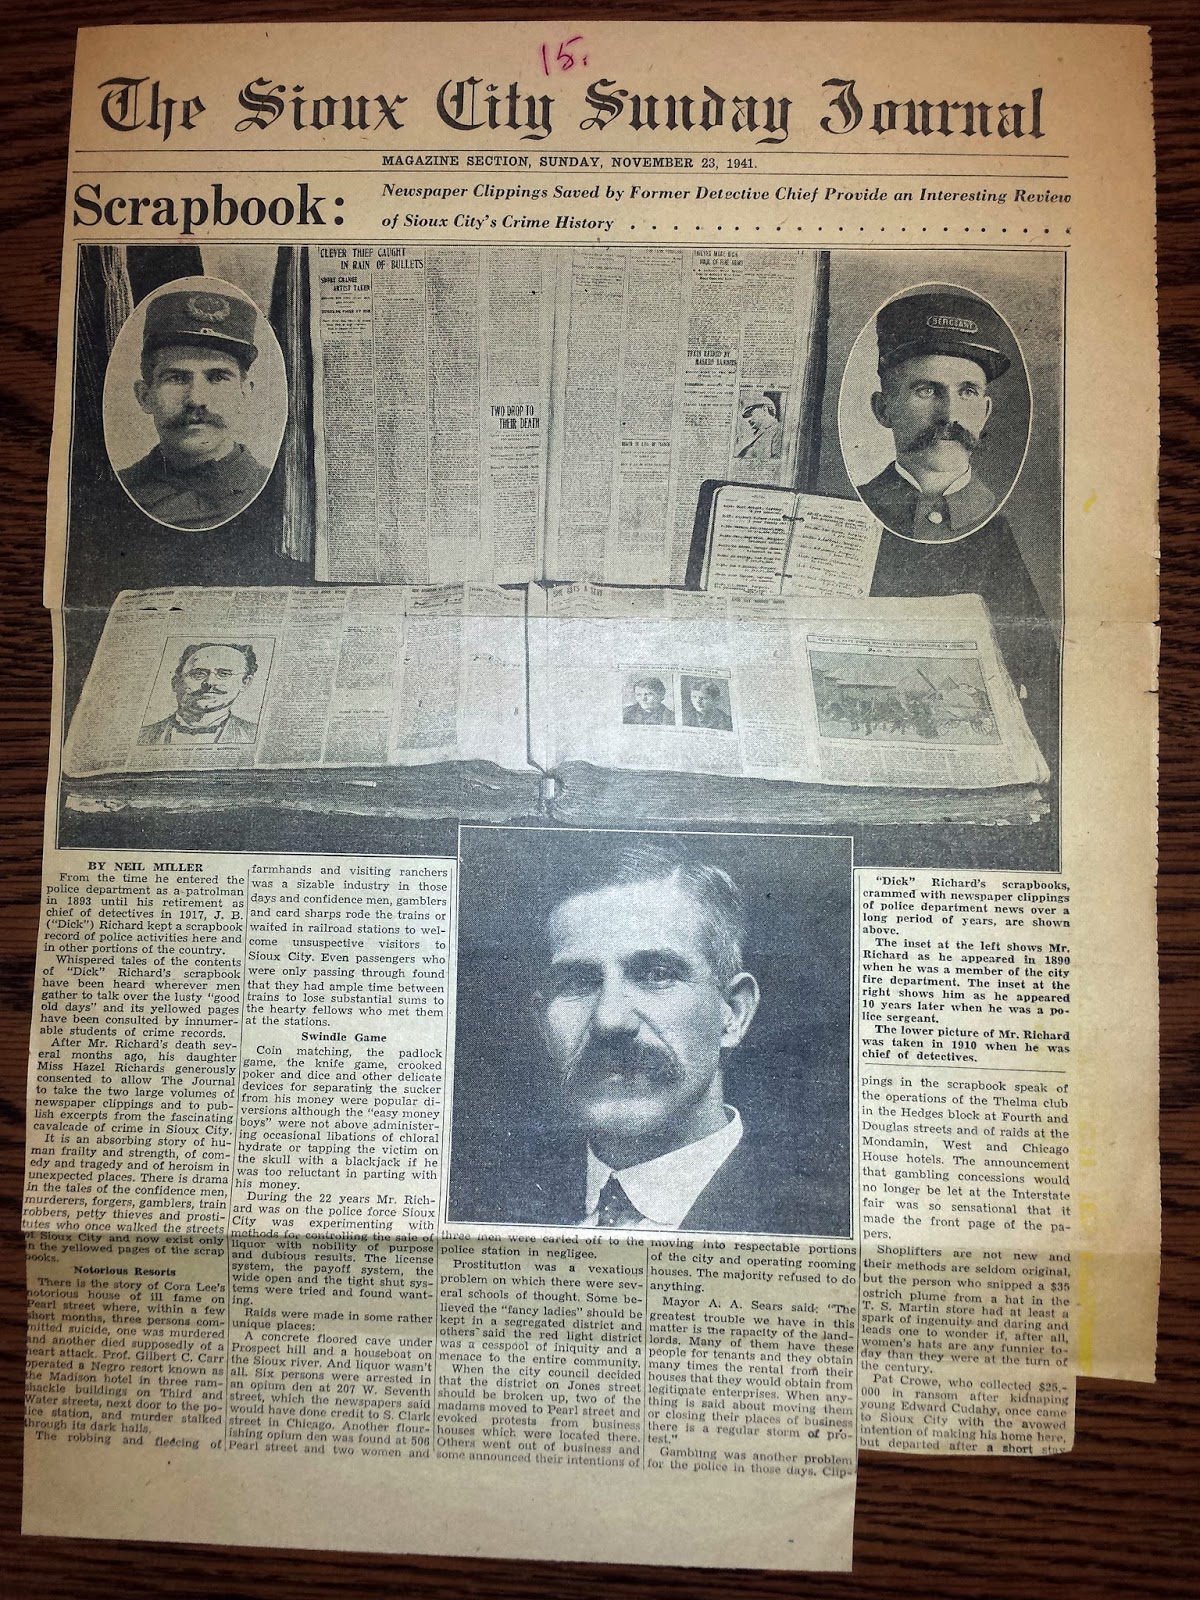 15.
The Sioux City Sunday Journal
MAGAZINE SECTION, SUNDAY, NOVEMBER 23, 1941.
Scrapbook:
Newspaper Clippings Saved by Former Detective Chief Provide an Interesting Review
of Sioux City's Crime History . . . . . . . . . . . . . . . . . . . . . .
CLEVER THIEF CAUGHT
IN RAIN OF BULLETS
SHORT CHANGE
ARTIST TAKEN
TWO DROP TO
THEIR DEATH
TRAIN ROBBED BY
MASKED BANDITS
SERGEANT
BY NEIL MILLER
From the time he entered the
police department as a patrolman
in 1893 until his retirement as
chief of detectives in 1917, J. B.
("Dick") Richard kept a scrapbook
record of police activities here and
in other portions of the country.
Whispered tales of the contents
of "Dick" Richard's scrapbook
have been heard wherever men
gather to talk over the lusty "good
old days" and its yellowed pages
have been consulted by innumer-
able students of crime records.
After Mr. Richard's death sev-
eral months ago, his daughter
Miss Hazel Richards generously
consented to allow The Journal
to take the two large volumes of
newspaper clippings and to pub-
lish excerpts from the fascinating
cavalcade of crime in Sioux City.
It is an absorbing story of hu-
man frailty and strength, of com-
edy and tragedy and of heroism in
unexpected places. There is drama
in the tales of the confidence men,
murderers, forgers, gamblers, train
robbers, petty thieves and prosti-
tutes who once walked the streets
of Sioux City and now exist only
in the yellowed pages of the scrap
books.
Notorious Resorts
There is the story of Cora Lee's
notorious house of ill fame on
Pearl street where, within a few
short months, three persons com-
mitted suicide, one was murdered
and another died supposedly of a
heart attack. Prof. Gilbert C. Carr
operated a Negro resort known as
the Madison hotel in three ram-
shackle buildings on Third and
Water streets, next door to the po-
lice station, and murder stalked
through its dark halls.
The robbing and fleecing of
farmhands and visiting ranchers
was a sizable industry in those
days and confidence men, gamblers
and card sharps rode the trains or
waited in railroad stations to wel-
come unsuspective visitors to
Sioux City. Even passengers who
were only passing through found
that they had ample time between
trains to lose substantial sums to
the hearty fellows who met them
at the stations.
Swindle Game
Coin matching, the padlock
game, the knife game, crooked
poker and dice and other delicate
devices for separating the sucker
from his money were popular di-
versions although the "easy money
boys" were not above administer-
ing occasional libations of chloral
hydrate or tapping the victim on
the skull with a blackjack if he
was too reluctant in parting with
his money.
During the 22 years Mr. Rich-
ard was on the police force Sioux
City was experimenting with
methods for controlling the sale of
liquor with nobility of purpose
and dubious results. The license
system, the payoff system, the
wide open and the tight shut sys-
tems were tried and found want-
ing.
Raids were made in some rather
unique places:
A concrete floored cave under
Prospect hill and a houseboat on
the Sioux river. And liquor wasn't
all. Six persons were arrested in
an opium den at 207 W. Seventh
street, which the newspapers said
would have done credit to S. Clark
street in Chicago. Another flour-
ishing opium den was found at 506
Pearl street and two women and
three men were carted off to the
police station in negligee.
Prostitution was a vexatious
problem on which there were sev-
eral schools of thought. Some be-
lieved the "fancy ladies" should be
kept in a segregated district and
others said the red light district
was a cesspool of iniquity and a
menace to the entire community.
When the city council decided
that the district on Jones street
should be broken up, two of the
madams moved to Pearl street and
evoked protests from business
houses which were located there.
Others went out of business and
some announced their intentions of
moving into respectable portions
of the city and operating rooming
houses. The majority refused to do
anything.
Mayor A. A. Sears said: "The
greatest trouble we have in this
matter is the rapacity of the land-
lords. Many of them have these
people for tenants and they obtain
many times the rental from their
houses that they would obtain from
legitimate enterprises. When any-
thing is said about moving them
or closing their places of business
there is a regular storm of pro-
test."
Gambling was another problem
for the police in those days. Clip-
"Dick" Richard's scrapbooks,
crammed with newspaper clippings
of police department news over a
long period of years, are shown
above.
The inset at the left shows Mr.
Richard as he appeared in 1890
when he was a member of the city
fire department. The inset at the
right shows him as he appeared
10 years later when he was a po-
lice sergeant.
The lower picture of Mr. Richard
was taken in 1910 when he was
chief of detectives.
pings in the scrapbook speak of
the operations of the Thelma club
in the Hedges block at Fourth and
Douglas streets and of raids at the
Mondamin, West and Chicago
House hotels. The announcement
that gambling concessions would
no longer be let at the Interstate
fair was so sensational that it
made the front page of the pa-
pers.
Shoplifters are not new and
their methods are seldom original,
but the person who snipped a $35
ostrich plume from a hat in the
T. S. Martin store had at least a
spark of ingenuity and daring and
leads one to wonder if, after all,
women's hats are any funnier to-
day than they were at the turn of
the century.
Pat Crowe, who collected $25,-
000 in ransom after kidnaping
young Edward Cudahy, once came
to Sioux City with the avowed
intention of making his home here,
but departed after a short stay